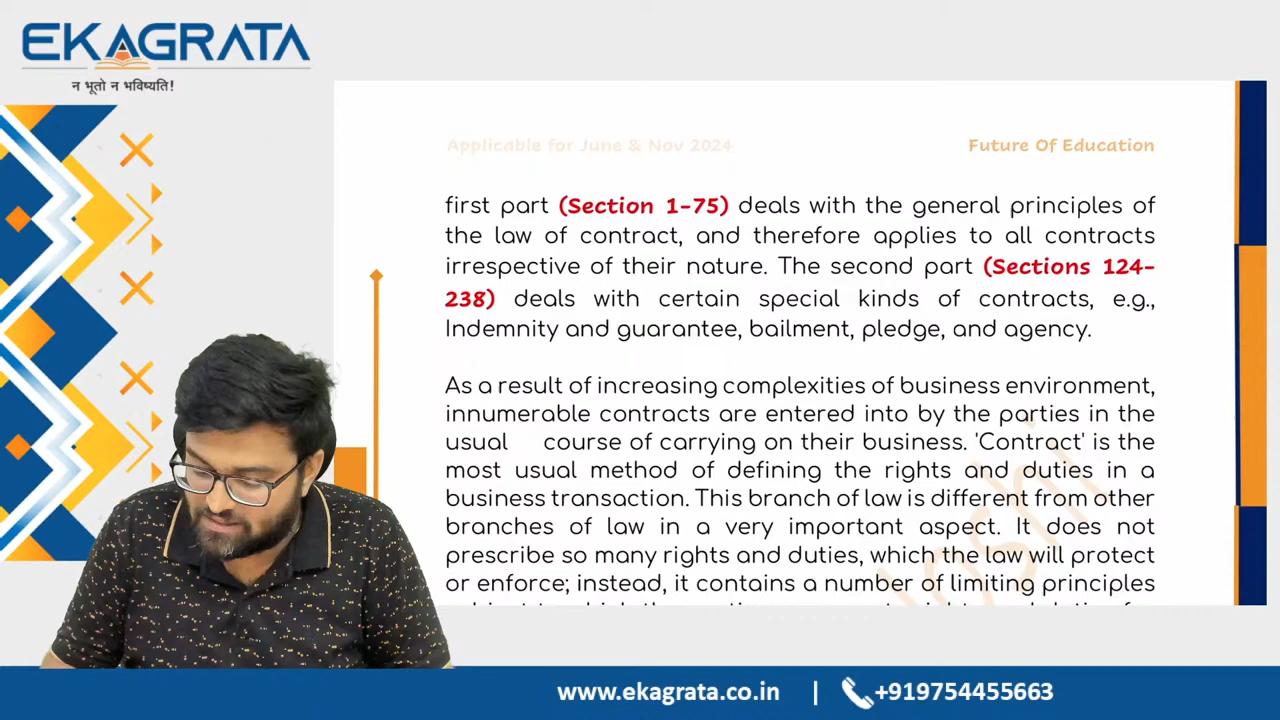 EKAGRATA
न भूतो न भविष्यति!
Applicable for June & Nov 2024
Future Of Education
first part (Section 1-75) deals with the general principles of
the law of contract, and therefore applies to all contracts
irrespective of their nature. The second part (Sections 124-
238) deals with certain special kinds of contracts, e.g.,
Indemnity and guarantee, bailment, pledge, and agency.
As a result of increasing complexities of business environment,
innumerable contracts are entered into by the parties in the
usual course of carrying on their business. 'Contract' is the
most usual method of defining the rights and duties in a
business transaction. This branch of law is different from other
branches of law in a very important aspect. It does not
prescribe so many rights and duties, which the law will protect
or enforce; instead, it contains a number of limiting principles
www.ekagrata.co.in | +919754455663